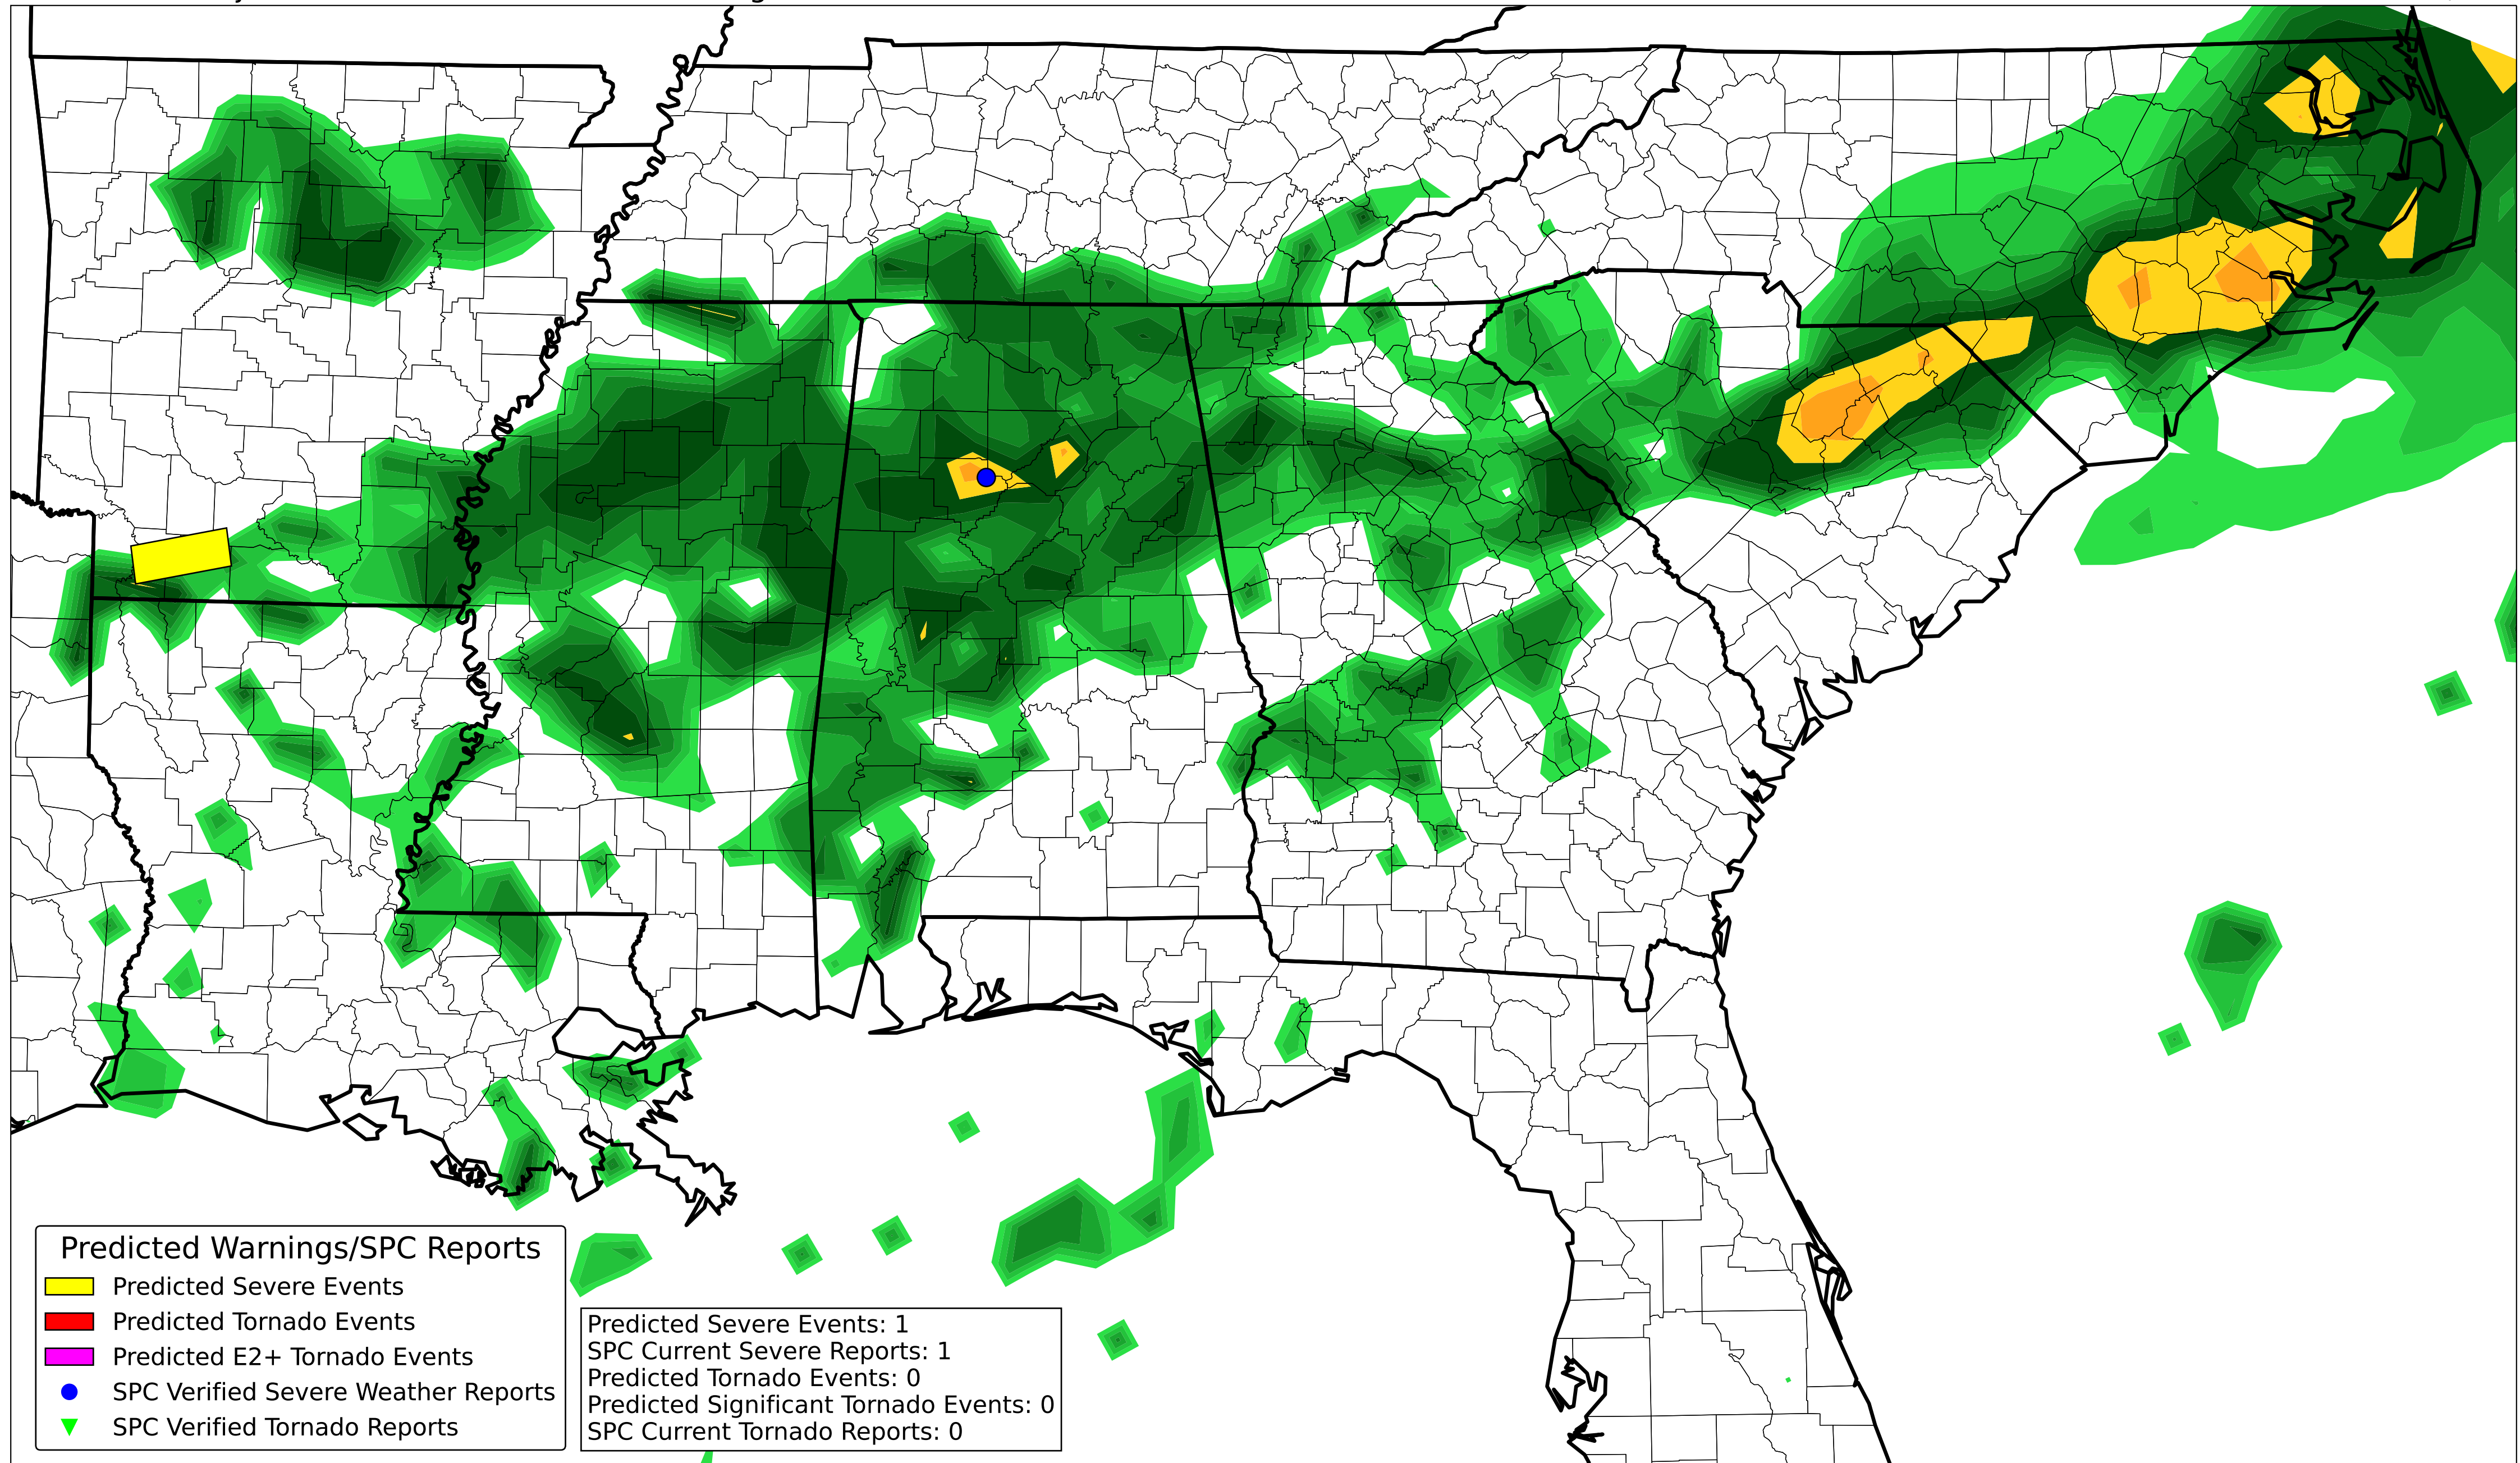 Predicted Warnings/SPC Reports
Predicted Severe Events
Predicted Tornado Events
Predicted E2+ Tornado Events
SPC Verified Severe Weather Reports
SPC Verified Tornado Reports
Predicted Severe Events: 1
SPC Current Severe Reports: 1
Predicted Tornado Events: 0
Predicted Significant Tornado Events: 0
SPC Current Tornado Reports: 0